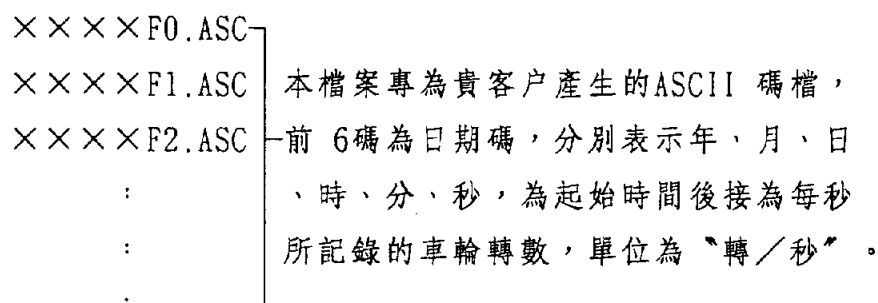 ××××F0.ASC
××××F1.ASC 本檔案專為貴客户產生的ASCII 碼檔，
××××F2.ASC 前 6碼為日期碼，分別表示年、月、日
: 、時、分、秒，為起始時間後接為每秒
: 所記錄的車輪轉數，單位為〝轉／秒〞。
.